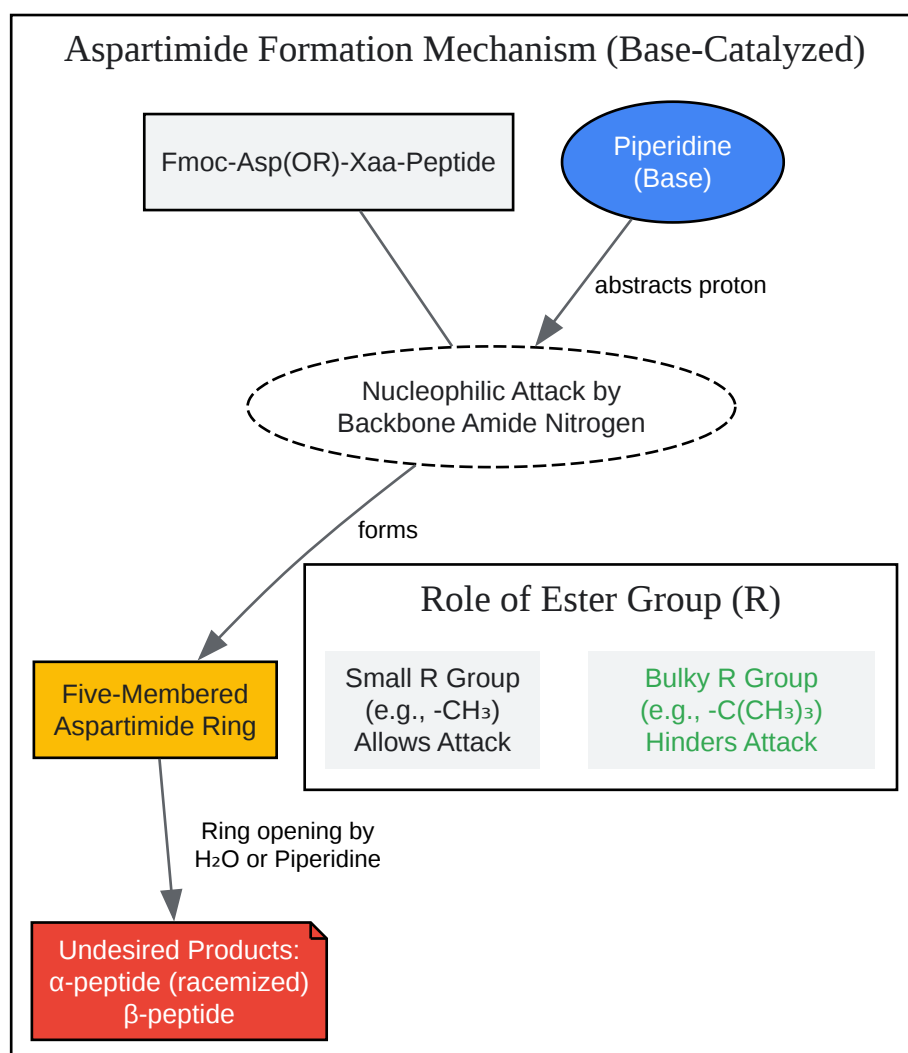 Aspartimide Formation Mechanism (Base-Catalyzed)
Fmoc-Asp(OR)-Xaa-Peptide
Piperidine
(Base)
abstracts proton
Nucleophilic Attack by
Backbone Amide Nitrogen
forms
Role of Ester Group (R)
Small R Group
(e.g., -CH₃)
Allows Attack
Bulky R Group
(e.g., -C(CH₃)₃)
Hinders Attack
Five-Membered
Aspartimide Ring
Ring opening by
H₂O or Piperidine
Undesired Products:
α-peptide (racemized)
β-peptide